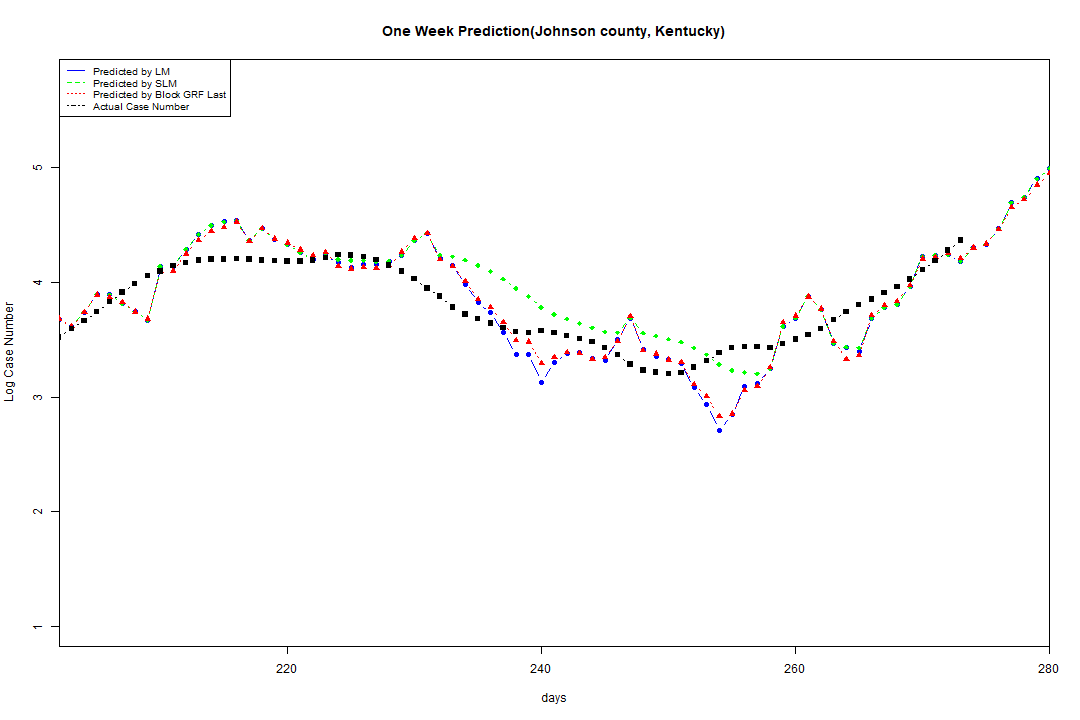 One Week Prediction(Johnson county, Kentucky)
Predicted by LM
Predicted by SLM
Predicted by Block GRF Last
Actual Case Number
5
4
3
2
1
Log Case Number
220
240
260
280
days